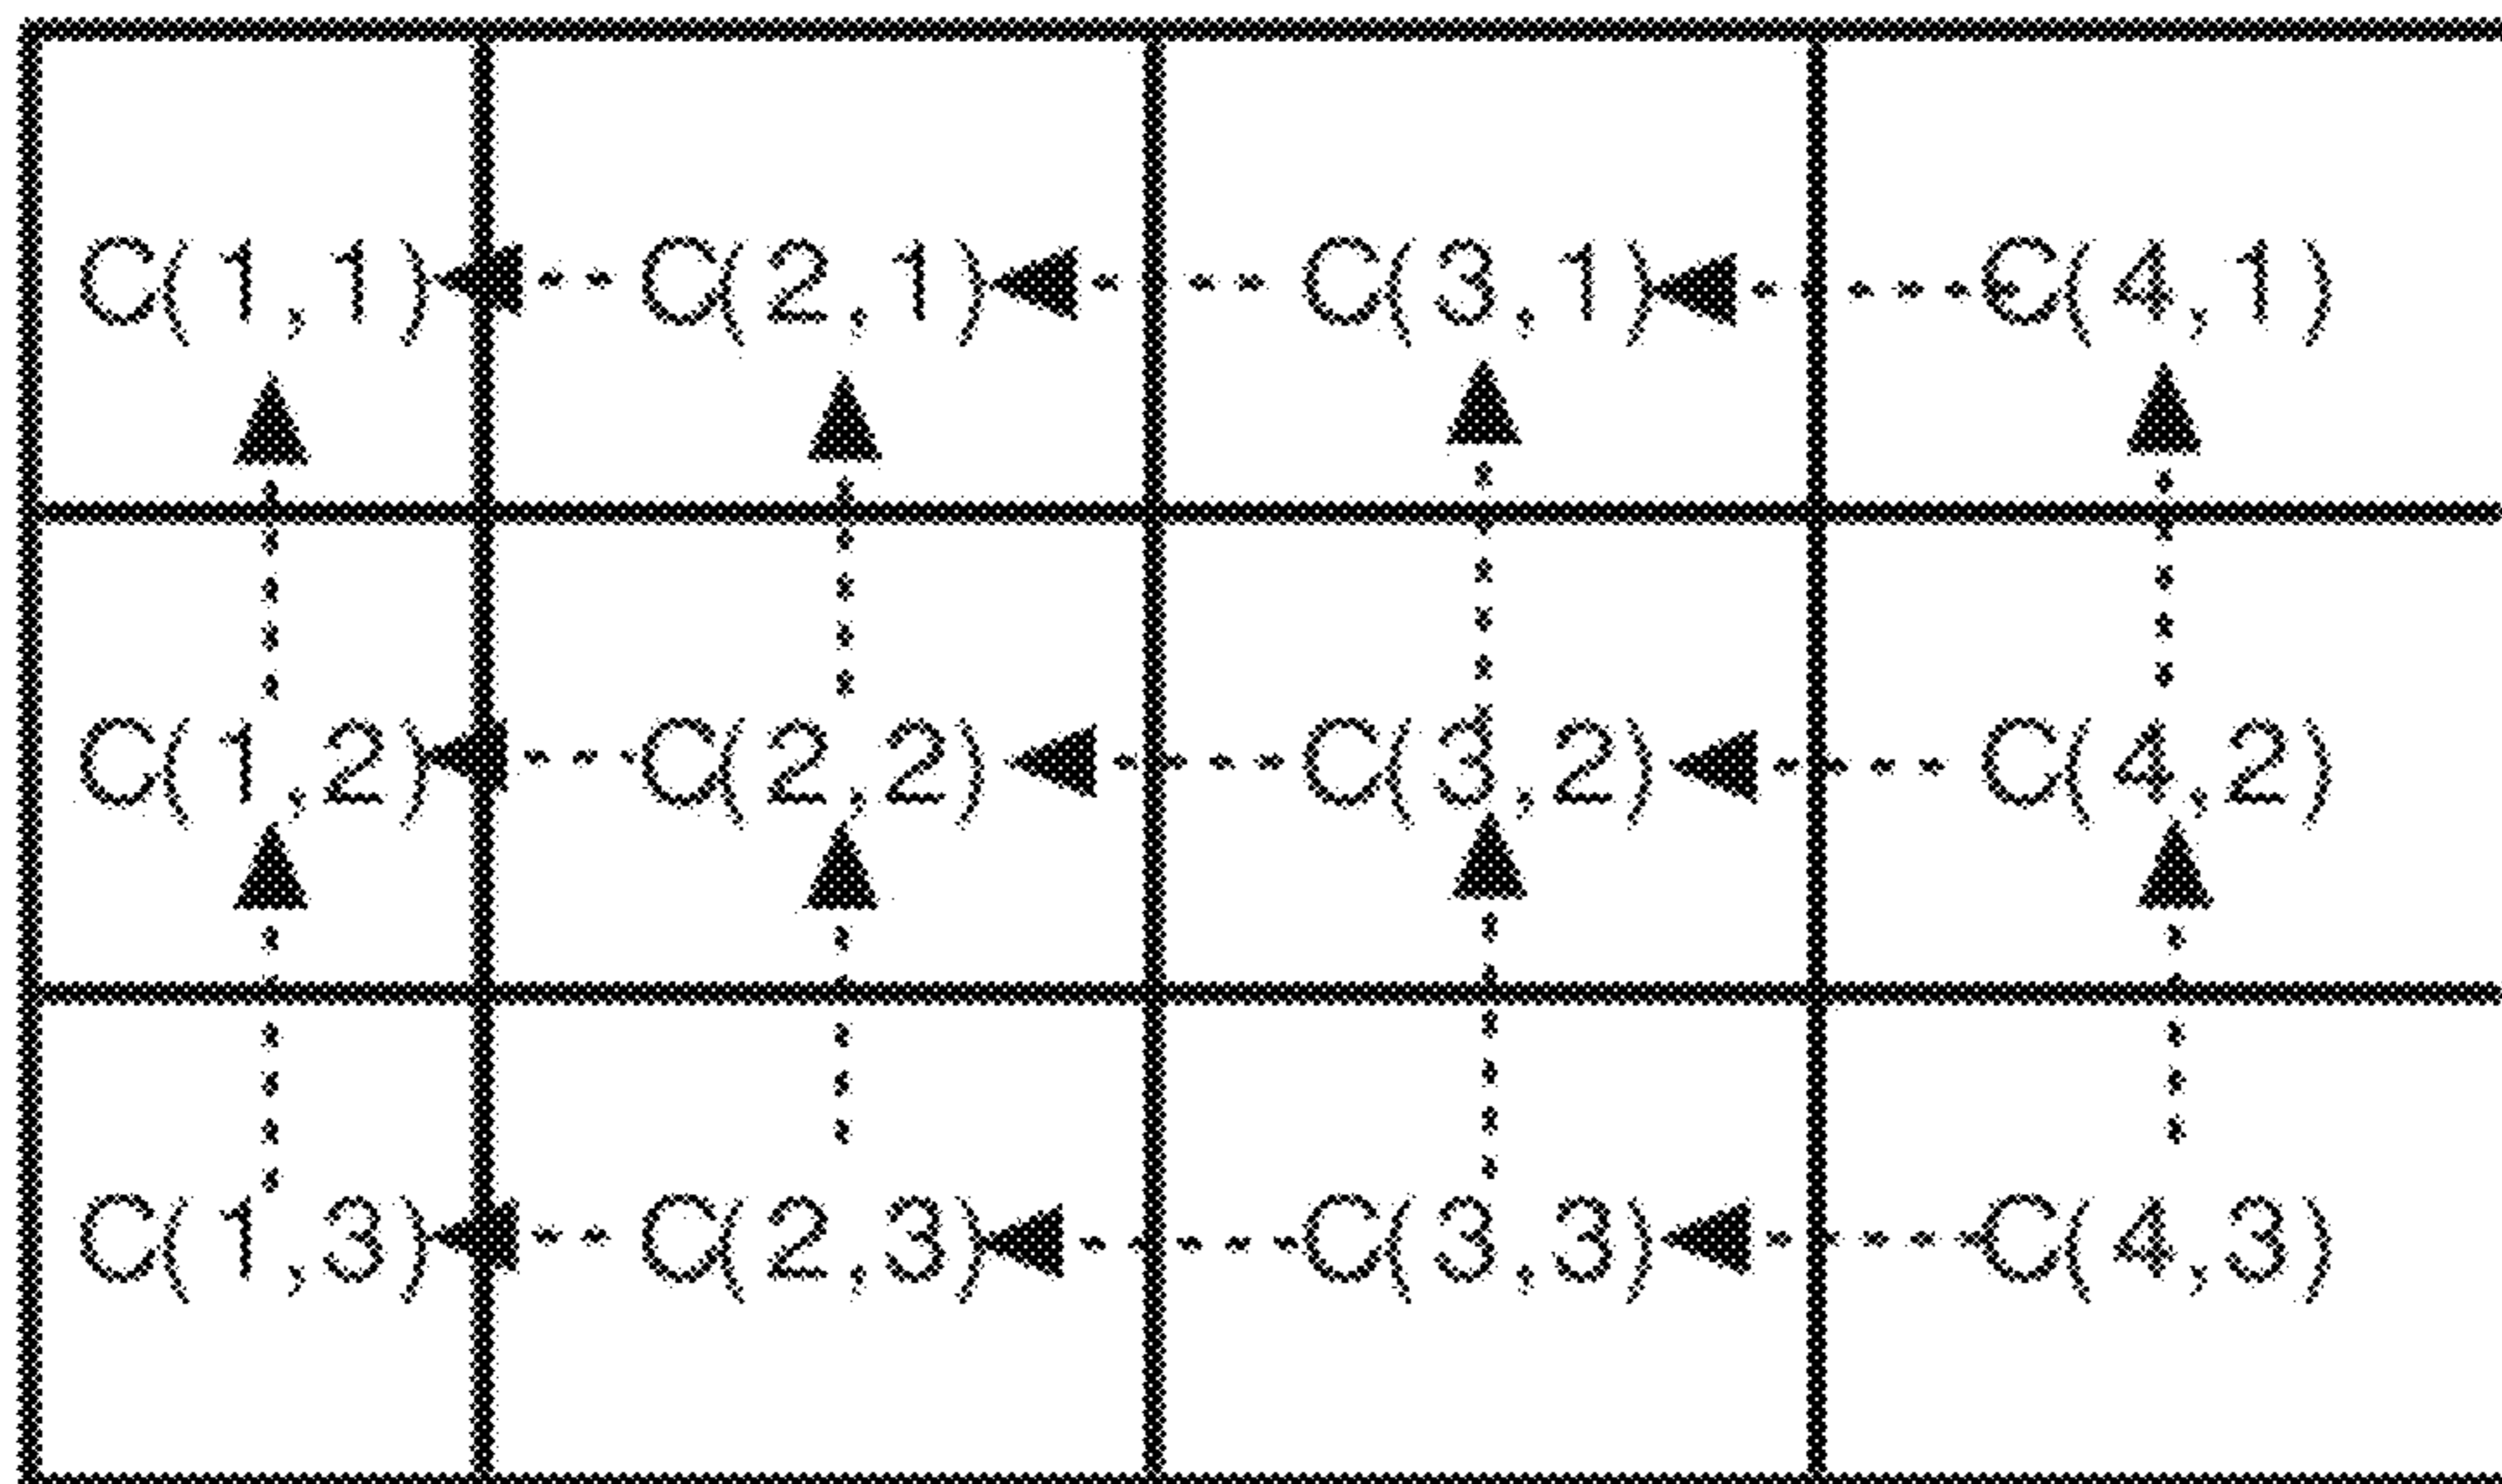 C(1,1) C(2,1) C(3,1) C(4,1)
C(1,2) C(2,2) C(3,2) C(4,2)
C(1,3) C(2,3) C(3,3) C(4,3)